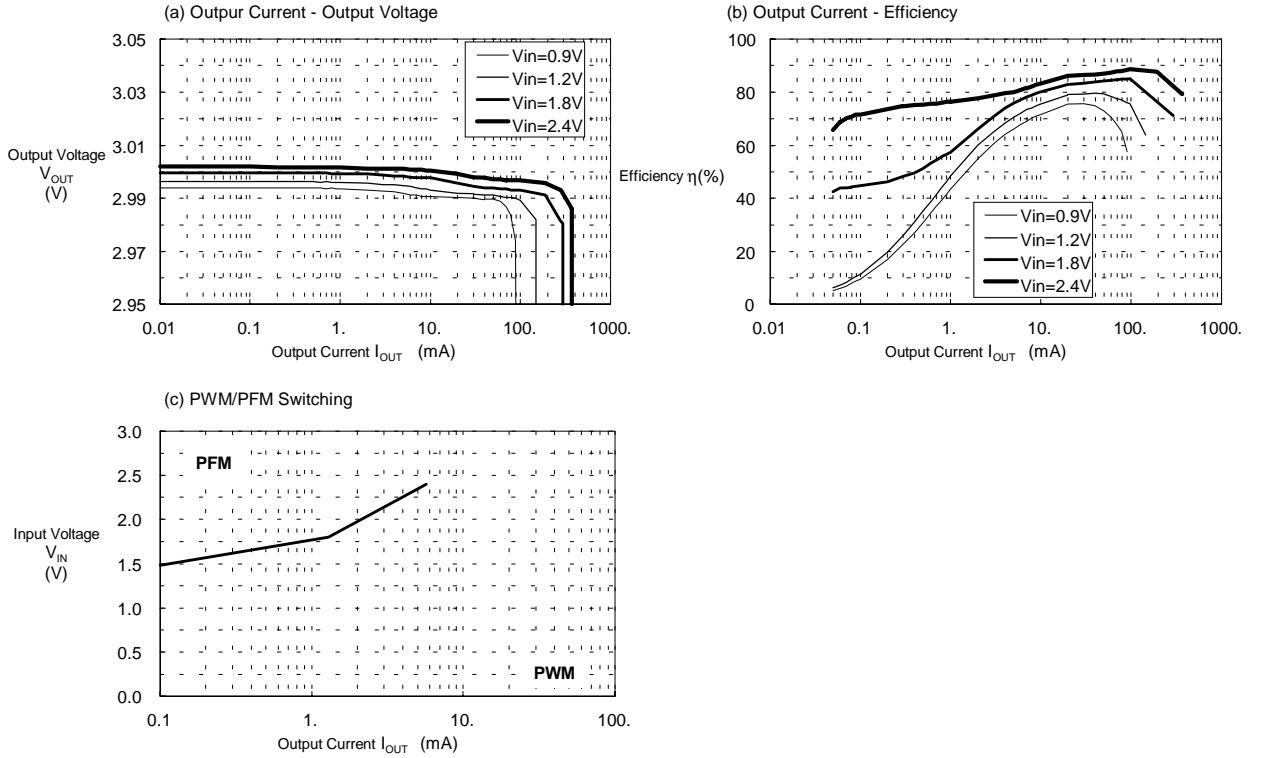 (a) Outpur Current - Output Voltage
3.05
3.03
3.01
2.99
2.97
2.95
Output Voltage
VOUT
(V)
Vin=0.9V
Vin=1.2V
Vin=1.8V
Vin=2.4V
0.01 0.1 1. 10. 100. 1000.
Output Current IOUT (mA)
(b) Output Current - Efficiency
100
80
60
40
20
0
Efficiency η(%)
Vin=0.9V
Vin=1.2V
Vin=1.8V
Vin=2.4V
0.01 0.1 1. 10. 100. 1000.
Output Current IOUT (mA)
(c) PWM/PFM Switching
3.0
2.5
2.0
1.5
1.0
0.5
0.0
Input Voltage
VIN
(V)
PFM
PWM
0.1 1. 10. 100.
Output Current IOUT (mA)